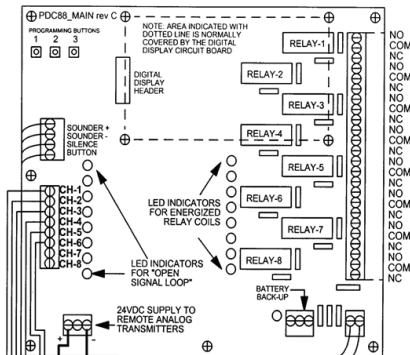 PDC88_MAIN rev C
PROGRAMMING BUTTONS
1 2 3
NOTE: AREA INDICATED WITH
DOTTED LINE IS NORMALLY
COVERED BY THE DIGITAL
DISPLAY CIRCUIT BOARD
DIGITAL
DISPLAY
HEADER
RELAY-1
RELAY-2
RELAY-3
RELAY-4
RELAY-5
RELAY-6
RELAY-7
RELAY-8
NO
COM
NC
NO
COM
NC
NO
COM
NC
NO
COM
NC
NO
COM
NC
NO
COM
NC
NO
COM
NC
NO
COM
NC
SOUNDER +
SOUNDER -
SILENCE
BUTTON
CH-1
CH-2
CH-3
CH-4
CH-5
CH-6
CH-7
CH-8
LED INDICATORS
FOR ENERGIZED
RELAY COILS
LED INDICATORS
FOR "OPEN
SIGNAL LOOP"
BATTERY
BACK-UP
24VDC SUPPLY TO
REMOTE ANALOG
TRANSMITTERS
+ -